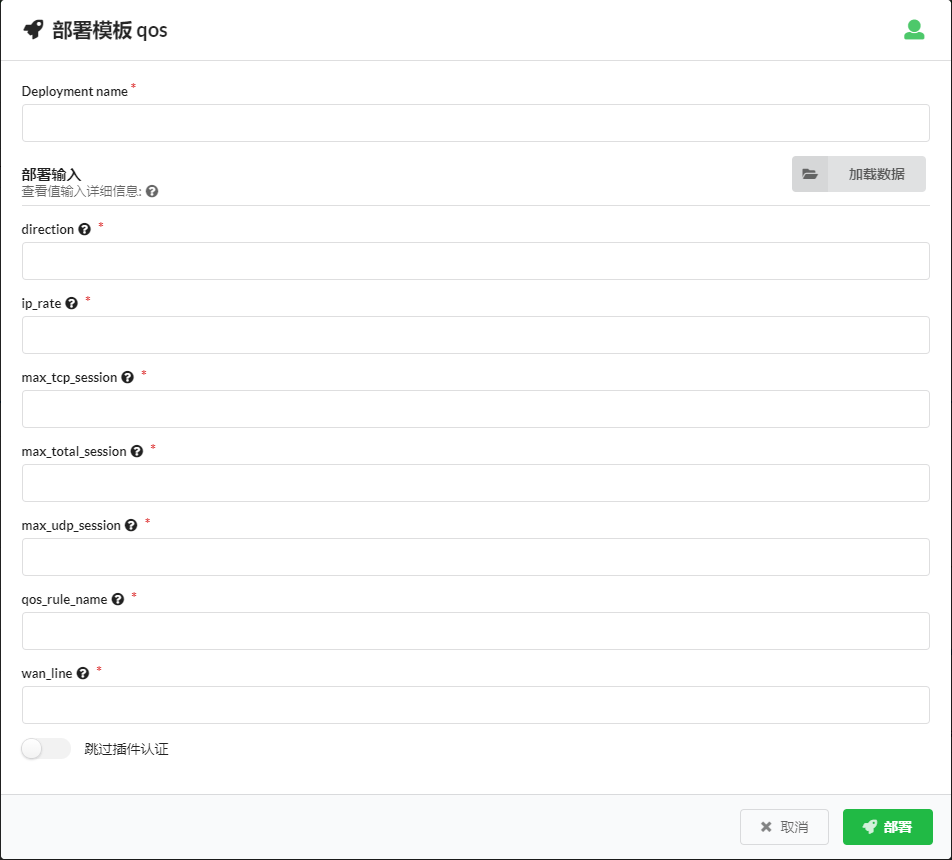 部署模板 qos
Deployment name *
部署输入
加载数据
查看值输入详细信息:
direction *
ip_rate *
max_tcp_session *
max_total_session *
max_udp_session *
qos_rule_name *
wan_line *
跳过插件认证
取消
部署